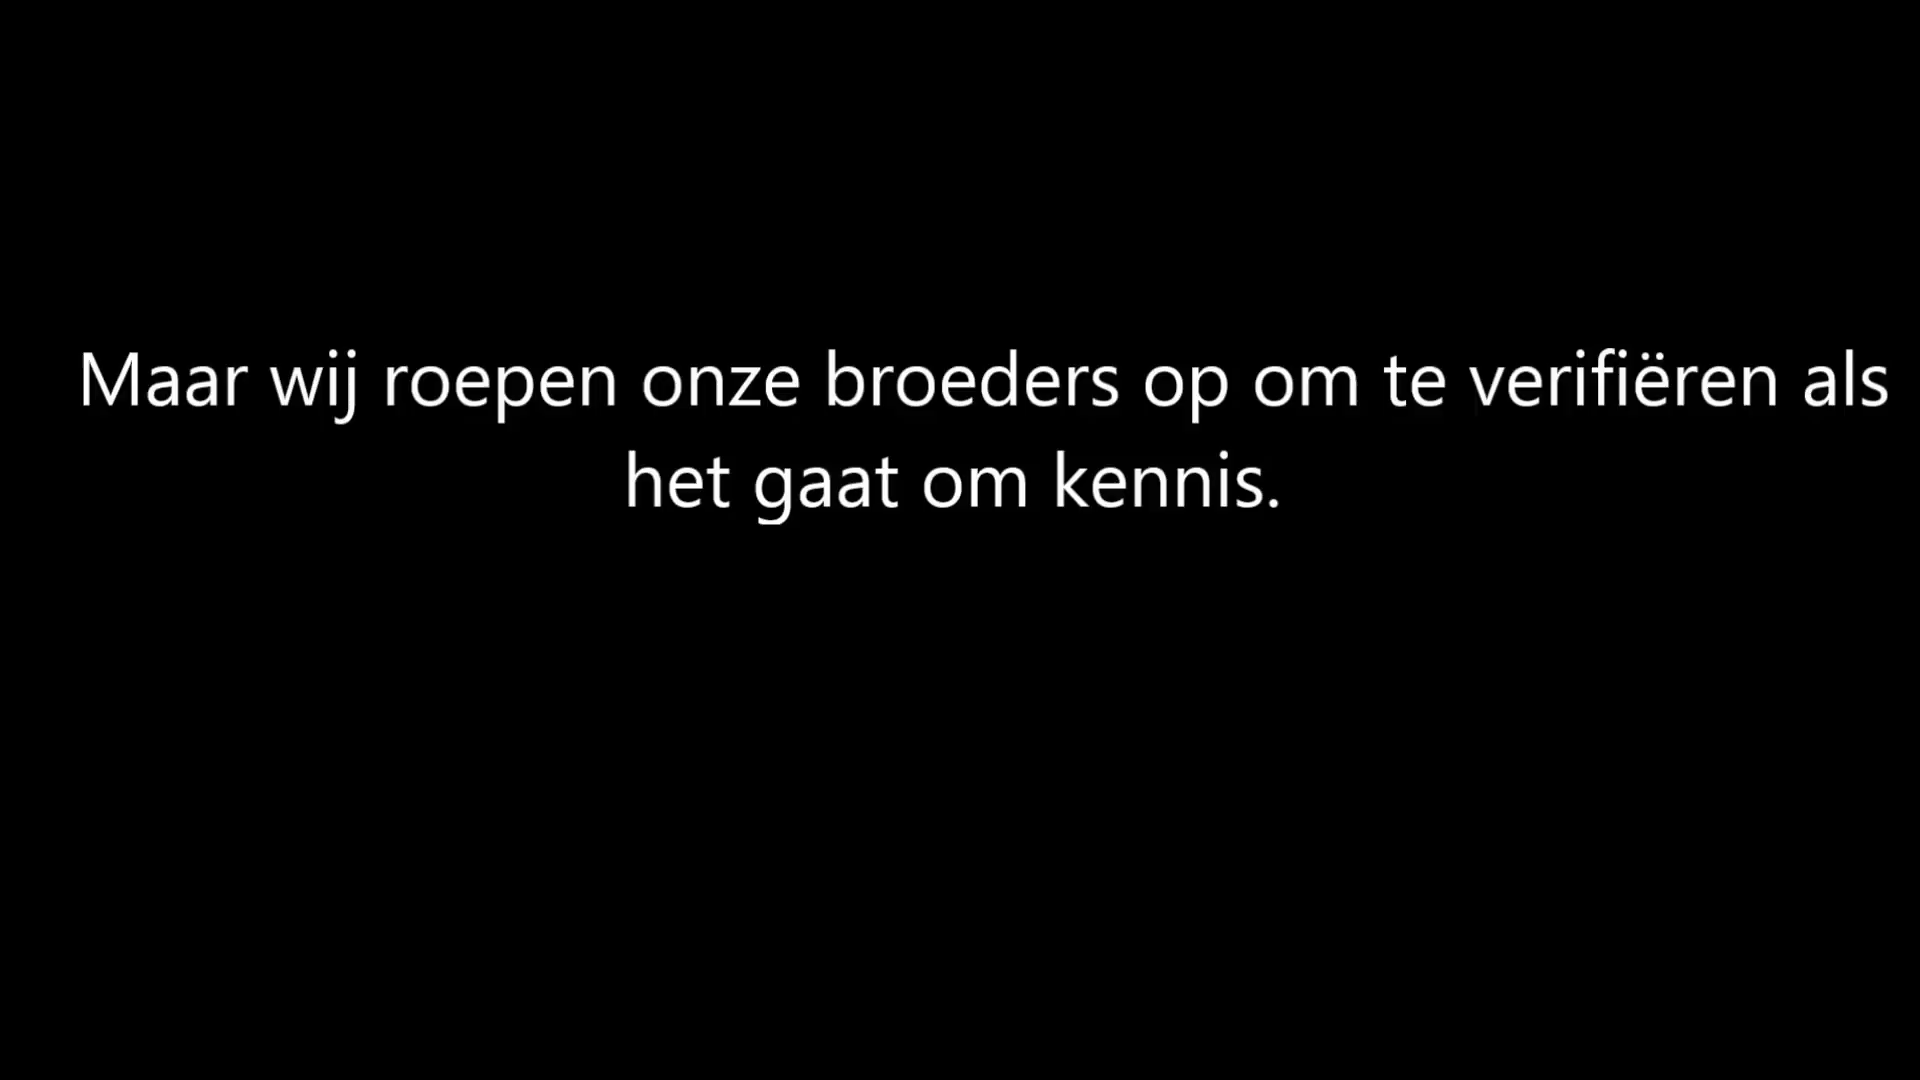 Maar wij roepen onze broeders op om te verifiëren als
het gaat om kennis.